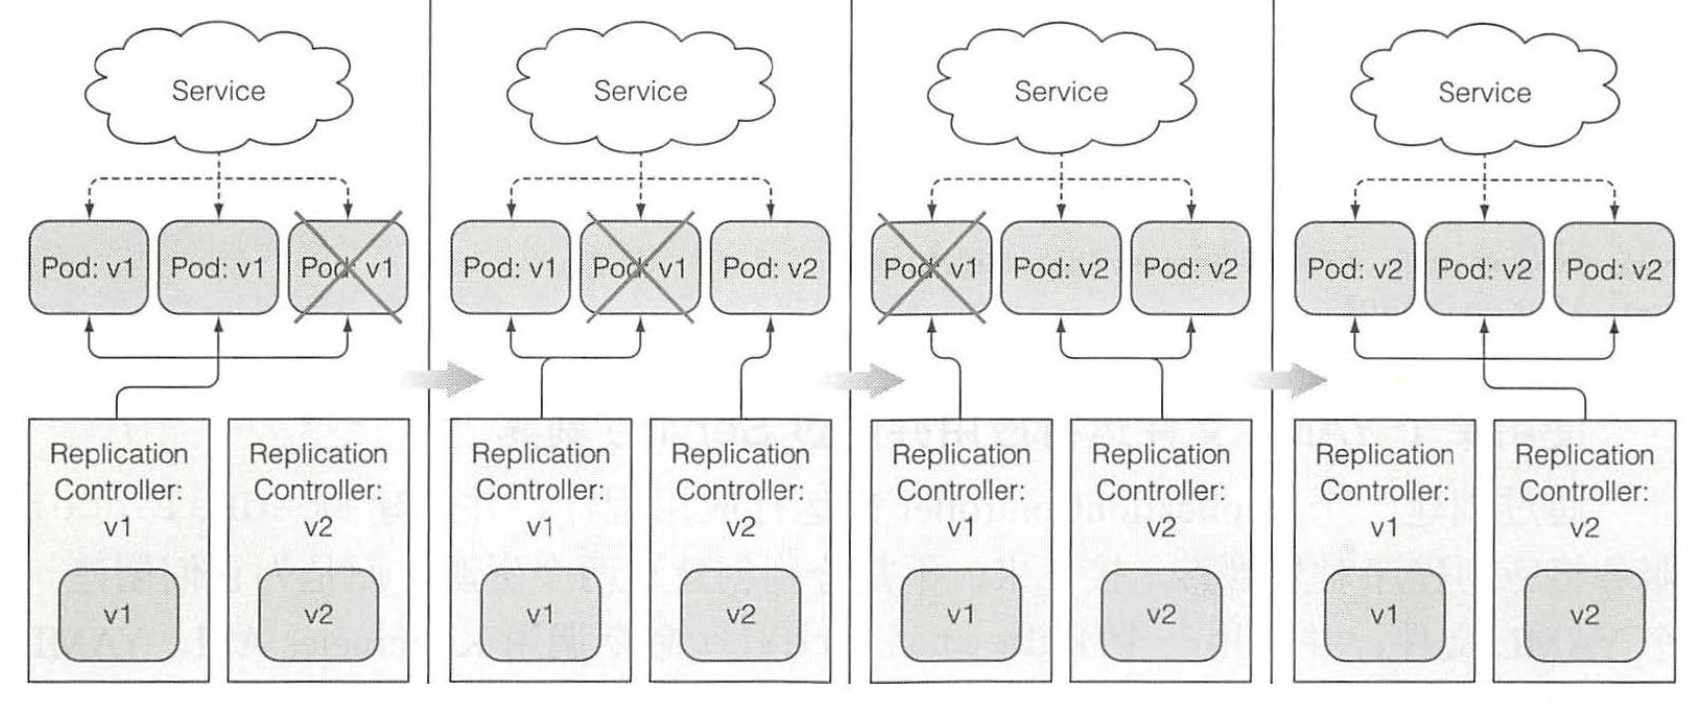 Service
Pod: v1
Pod: v1
Pod: v1
Replication
Controller:
v1
v1
Replication
Controller:
v2
v2
Service
Pod: v1
Pod: v1
Pod: v2
Replication
Controller:
v1
v1
Replication
Controller:
v2
v2
Service
Pod: v1
Pod: v2
Pod: v2
Replication
Controller:
v1
v1
Replication
Controller:
v2
v2
Service
Pod: v2
Pod: v2
Pod: v2
Replication
Controller:
v1
v1
Replication
Controller:
v2
v2